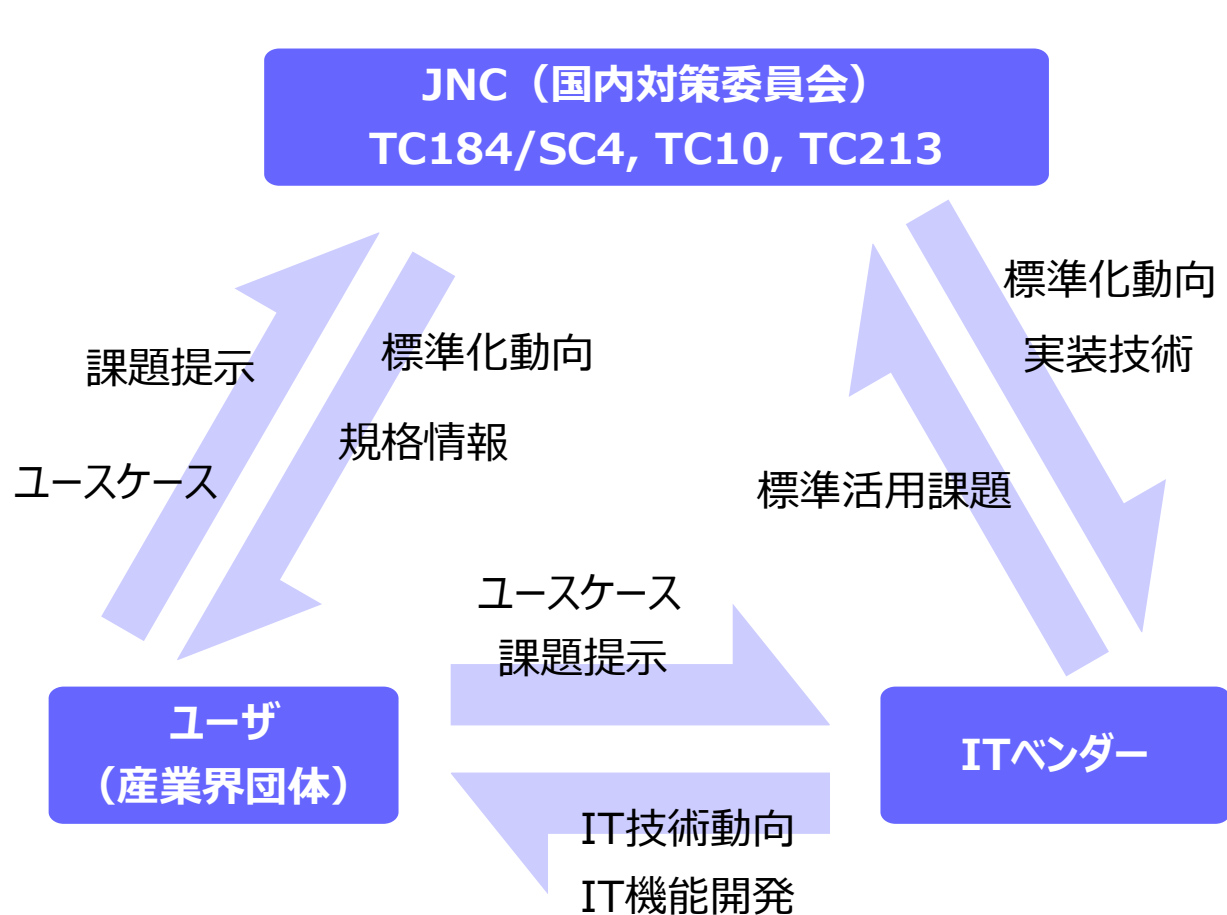 JNC（国内対策委員会）
TC184/SC4, TC10, TC213
標準化動向
実装技術
課題提示
標準化動向
規格情報
ユースケース
標準活用課題
ユースケース
課題提示
ユーザ
（産業界団体）
ITベンダー
IT技術動向
IT機能開発